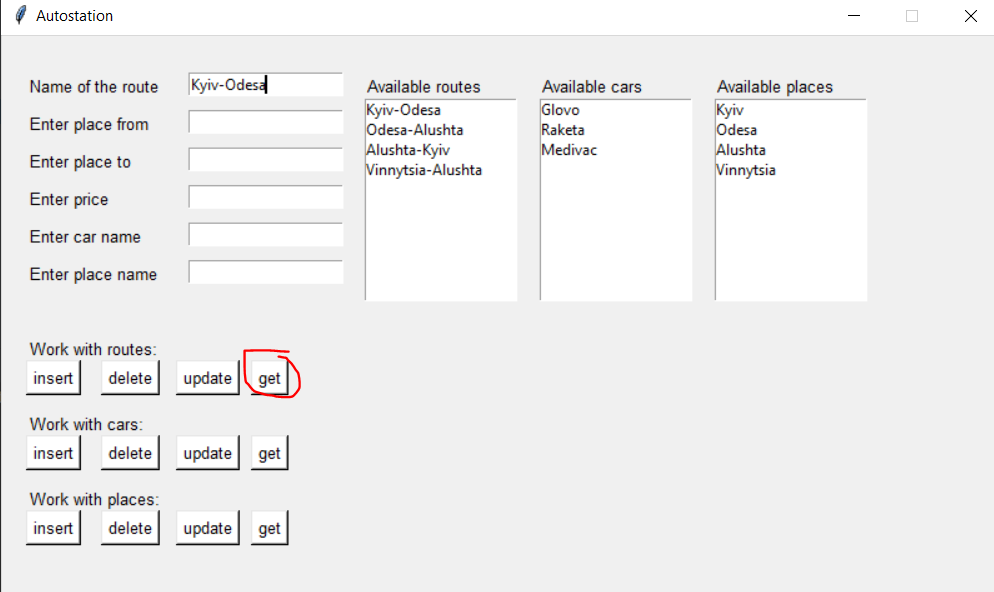 Autostation
Name of the route Kyiv-Odesa
Enter place from
Enter place to
Enter price
Enter car name
Enter place name
Available routes
Kyiv-Odesa
Odesa-Alushta
Alushta-Kyiv
Vinnytsia-Alushta
Available cars
Glovo
Raketa
Medivac
Available places
Kyiv
Odesa
Alushta
Vinnytsia
Work with routes:
insert delete update get
Work with cars:
insert delete update get
Work with places:
insert delete update get